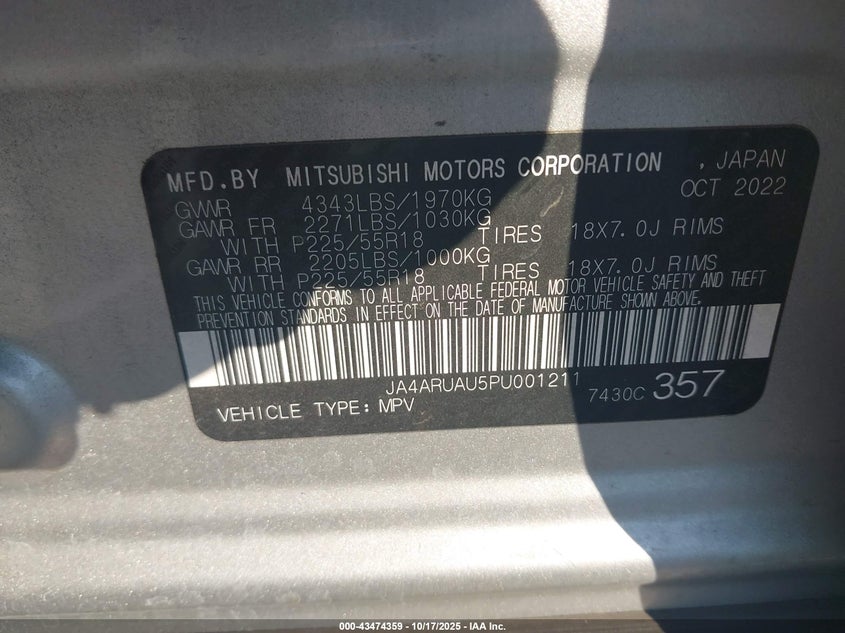 MFD.BY MITSUBISHI MOTORS CORPORATION , JAPAN
OCT 2022
GVWR 4343LBS/1970KG
GAWR FR 2271LBS/1030KG
WITH P225/55R18 TIRES 18X7.0J RIMS
GAWR RR 2205LBS/1000KG
WITH P225/55R18 TIRES 18X7.0J RIMS
THIS VEHICLE CONFORMS TO ALL APPLICABLE FEDERAL MOTOR VEHICLE SAFETY AND THEFT
PREVENTION STANDARDS IN EFFECT ON THE DATE OF MANUFACTURE SHOWN ABOVE.
JA4ARUAU5PU001211
VEHICLE TYPE: MPV 7430C 357
000-43474359 - 10/17/2025 - IAA Inc.